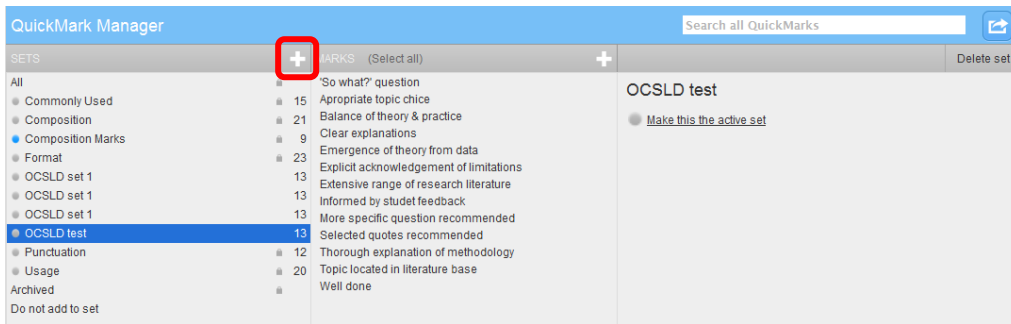 QuickMark Manager
Search all QuickMarks
SETS
MARKS (Select all)
Delete set
All
Commonly Used 15
Composition 21
Composition Marks 9
Format 23
OCSLD set 1 13
OCSLD set 1 13
OCSLD set 1 13
OCSLD test 13
Punctuation 12
Usage 20
Archived
Do not add to set
'So what?' question
Apropriate topic chice
Balance of theory & practice
Clear explanations
Emergence of theory from data
Explicit acknowledgement of limitations
Extensive range of research literature
Informed by studet feedback
More specific question recommended
Selected quotes recommended
Thorough explanation of methodology
Topic located in literature base
Well done
OCSLD test
Make this the active set